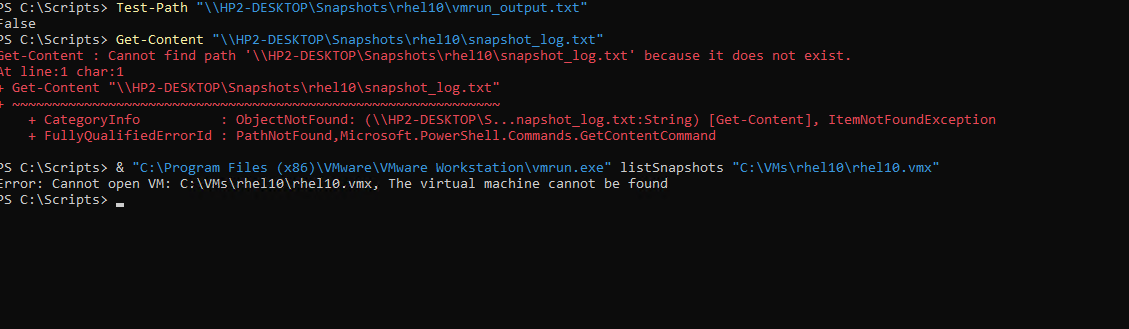 PS C:\Scripts> Test-Path "\\HP2-DESKTOP\Snapshots\rhel10\vmrun_output.txt"
False
PS C:\Scripts> Get-Content "\\HP2-DESKTOP\Snapshots\rhel10\snapshot_log.txt"
Get-Content : Cannot find path '\\HP2-DESKTOP\Snapshots\rhel10\snapshot_log.txt' because it does not exist.
At line:1 char:1
+ Get-Content "\\HP2-DESKTOP\Snapshots\rhel10\snapshot_log.txt"
+ ~~~~~~~~~~~~~~~~~~~~~~~~~~~~~~~~~~~~~~~~~~~~~~~~~~~~~~~~~~~~~
    + CategoryInfo          : ObjectNotFound: (\\HP2-DESKTOP\S...napshot_log.txt:String) [Get-Content], ItemNotFoundException
    + FullyQualifiedErrorId : PathNotFound,Microsoft.PowerShell.Commands.GetContentCommand
PS C:\Scripts> & "C:\Program Files (x86)\VMware\VMware Workstation\vmrun.exe" listSnapshots "C:\VMs\rhel10\rhel10.vmx"
Error: Cannot open VM: C:\VMs\rhel10\rhel10.vmx, The virtual machine cannot be found
PS C:\Scripts> _